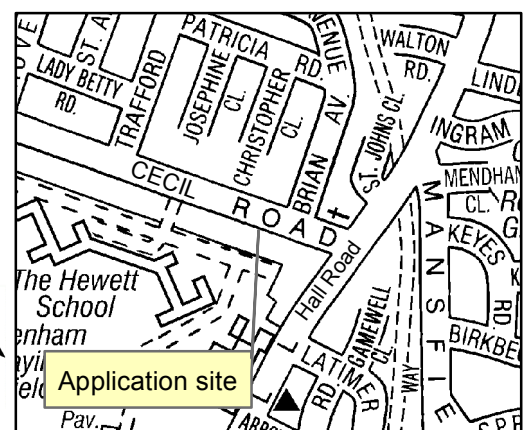 PATRICIA RD.
AVENUE
WALTON RD.
ST. A
LADY BETTY RD.
TRAFFORD
JOSEPHINE CL.
CHRISTOPHER CL.
BRIAN AV.
ST. JOHNS CL.
LIND
INGRAM
MENDHAM
CL.
KEYES RD.
CECIL ROAD
MANSFIE
Hall Road
The Hewett
School
enham
GAMEWELL CL.
WAY
BIRKBE
LATIMER RD
Application site
Pav.